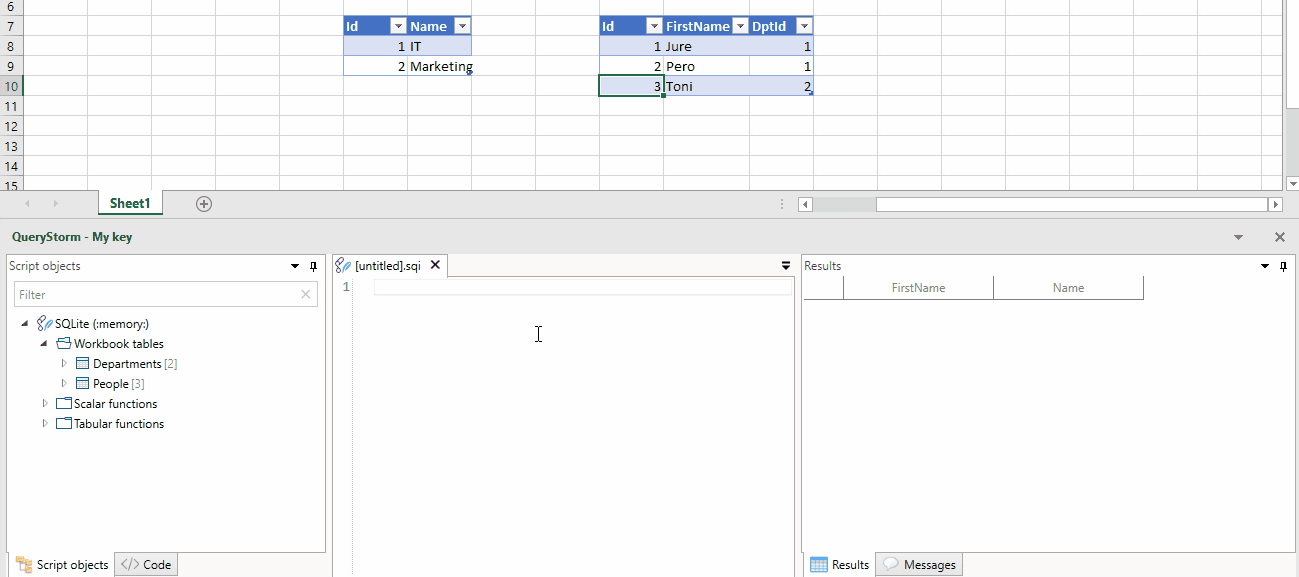 6
7 Id Name Id FirstName DptId
8 1 IT 1 Jure 1
9 2 Marketing 2 Pero 1
10 3 Toni 2
11
12
13
14
15
Sheet1
QueryStorm - My key
Script objects [untitled].sqi Results
Filter 1 FirstName Name
SQLite (:memory:)
Workbook tables
Departments [2]
People [3]
Scalar functions
Tabular functions
Script objects </> Code Results Messages